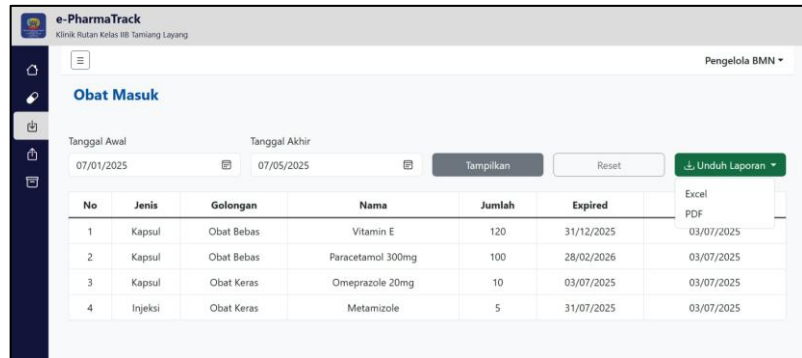 e-PharmaTrack
Klinik Rutan Kelas IIB Tamiang Layang
Pengelola BMN
Obat Masuk
Tanggal Awal Tanggal Akhir
07/01/2025 07/05/2025 Tampilkan Reset Unduh Laporan
Excel
PDF
No Jenis Golongan Nama Jumlah Expired
1 Kapsul Obat Bebas Vitamin E 120 31/12/2025 03/07/2025
2 Kapsul Obat Bebas Paracetamol 300mg 100 28/02/2026 03/07/2025
3 Kapsul Obat Keras Omeprazole 20mg 10 03/07/2025 03/07/2025
4 Injeksi Obat Keras Metamizole 5 31/07/2025 03/07/2025